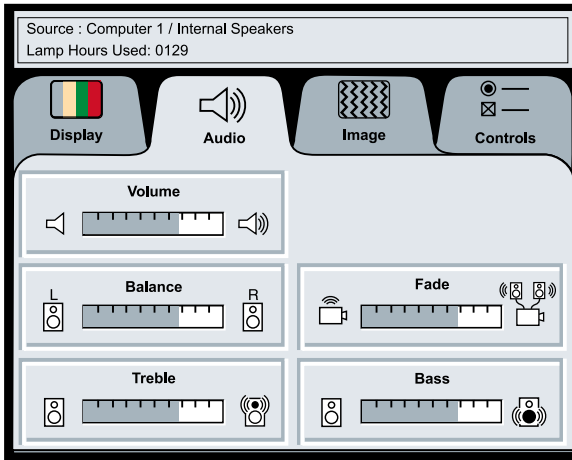 Source : Computer 1 / Internal Speakers
Lamp Hours Used: 0129
Display
Audio
Image
Controls
Volume
L
Balance
R
Fade
Treble
Bass